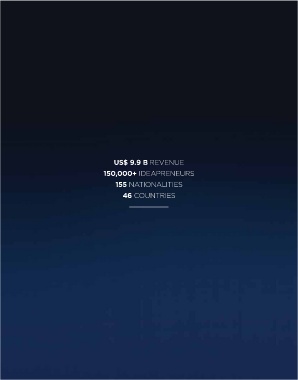 US$ 9.9 B REVENUE
150,000+ IDEAPRENEURS
155 NATIONALITIES
46 COUNTRIES